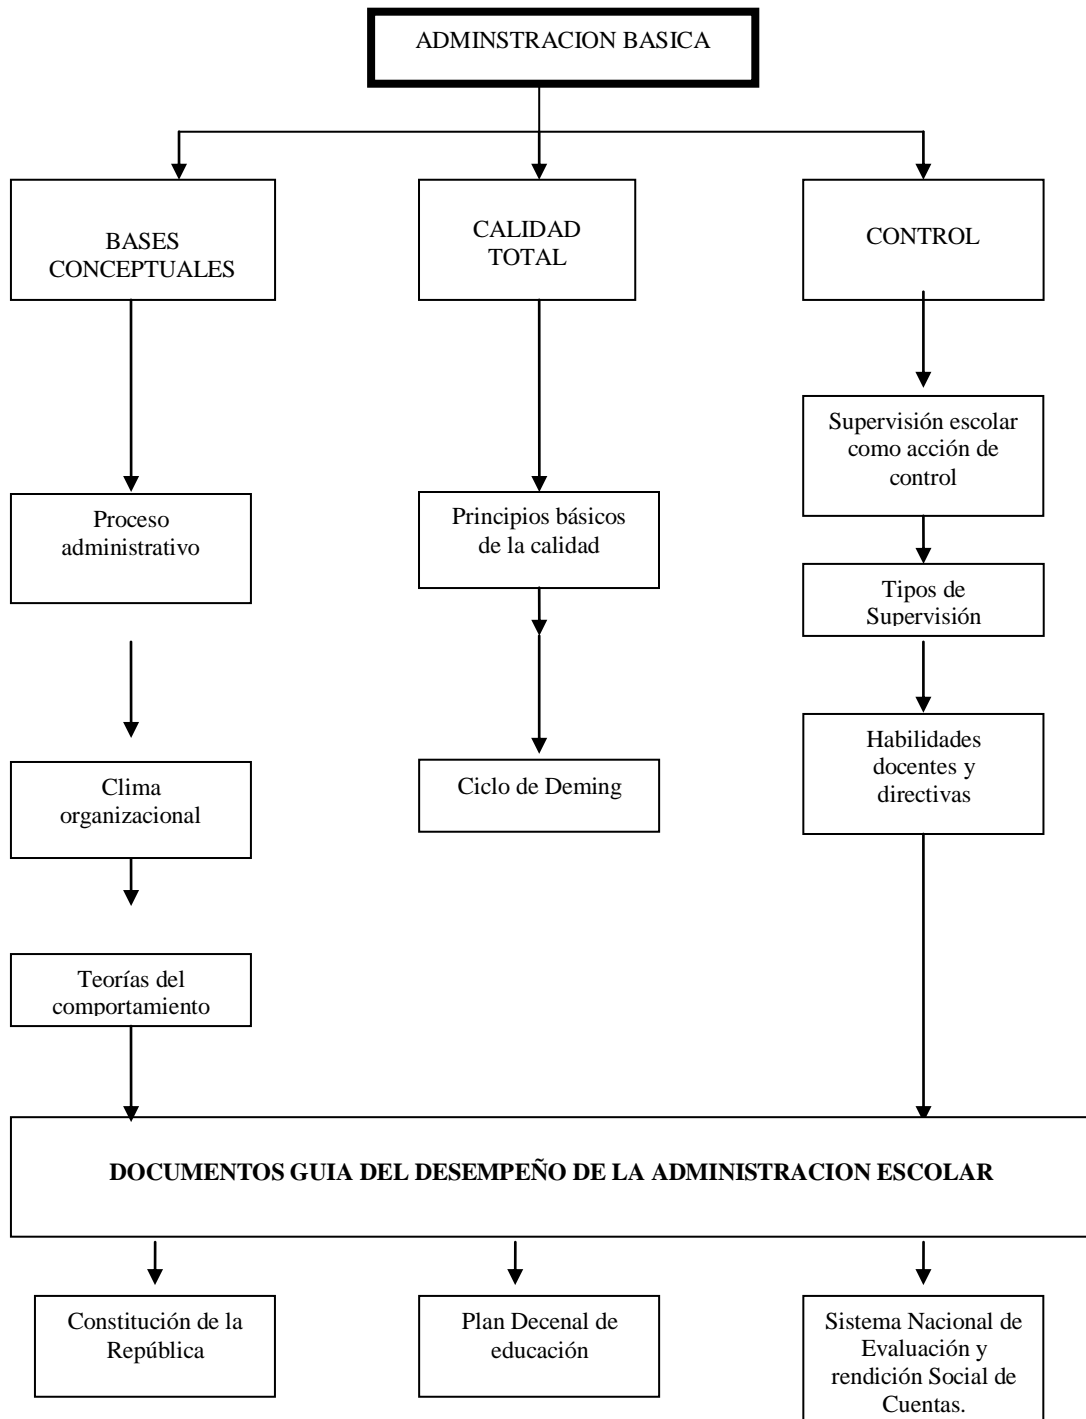 ADMINSTRACION BASICA
BASES
CONCEPTUALES
CALIDAD
TOTAL
CONTROL
Supervisión escolar
como acción de
control
Proceso
administrativo
Principios básicos
de la calidad
Tipos de
Supervisión
Habilidades
docentes y
directivas
Clima
organizacional
Ciclo de Deming
Teorías del
comportamiento
DOCUMENTOS GUIA DEL DESEMPEÑO DE LA ADMINISTRACION ESCOLAR
Constitución de la
República
Plan Decenal de
educación
Sistema Nacional de
Evaluación y
rendición Social de
Cuentas.